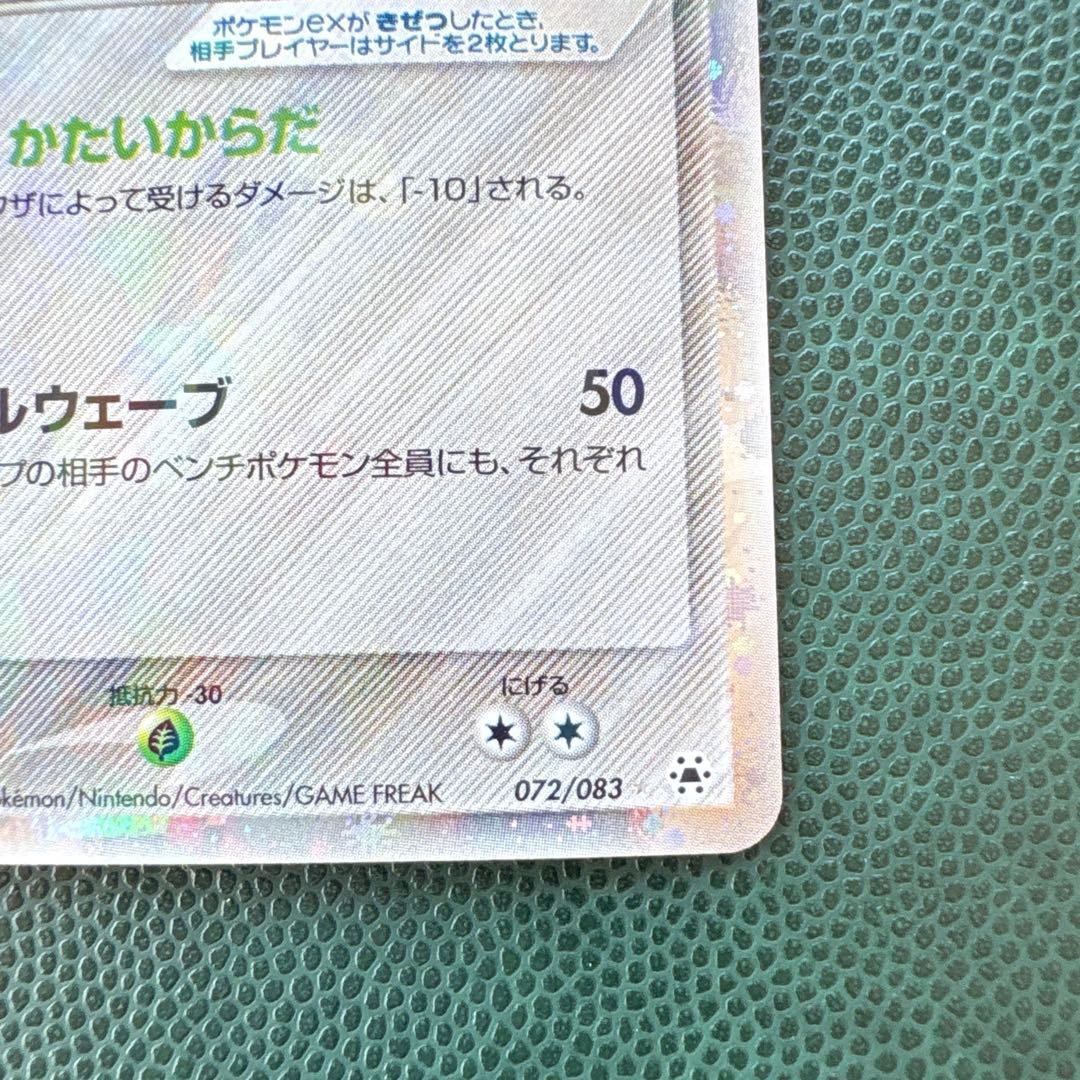 ポケモンexが きぜつしたとき、
相手プレイヤーはサイドを2枚とります。
かたいからだ
ワザによって受けるダメージは、「-10」される。
ルウェーブ
50
プの相手のベンチポケモン全員にも、それぞれ
抵抗力 -30
にげる
kémon/Nintendo/Creatures/GAME FREAK
072/083